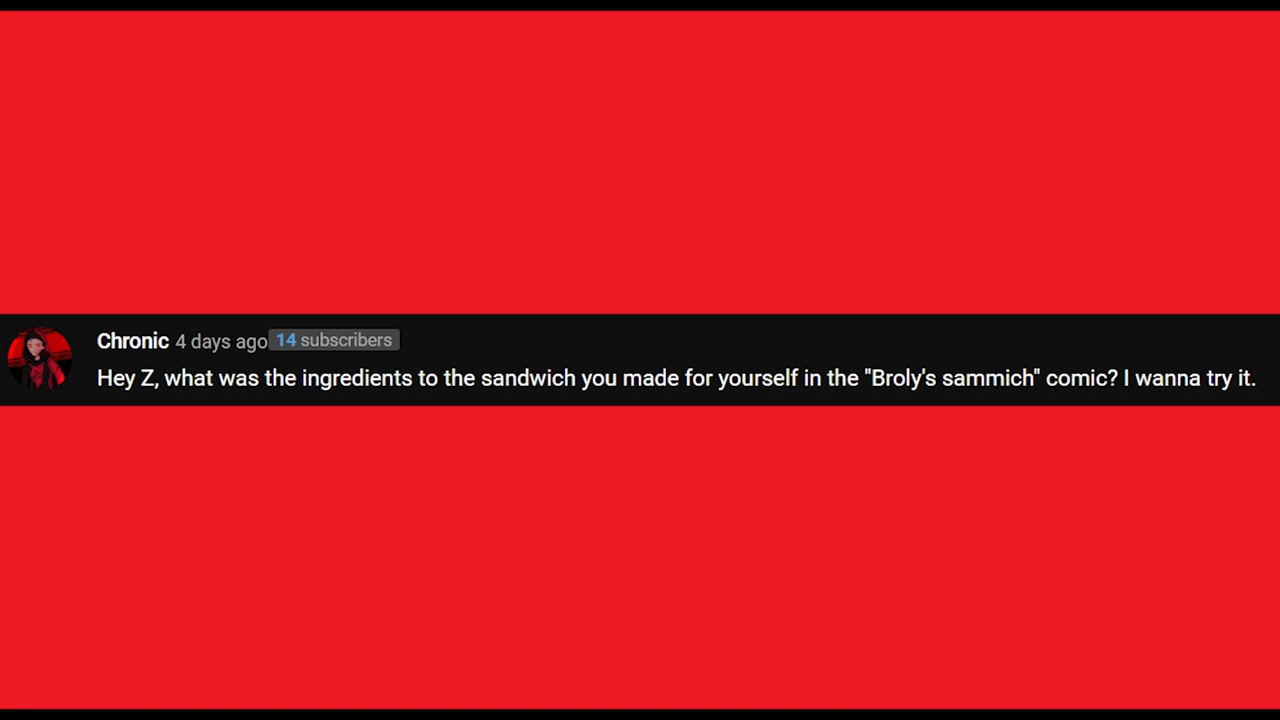 Chronic 4 days ago 14 subscribers
Hey Z, what was the ingredients to the sandwich you made for yourself in the "Broly's sammich" comic? I wanna try it.